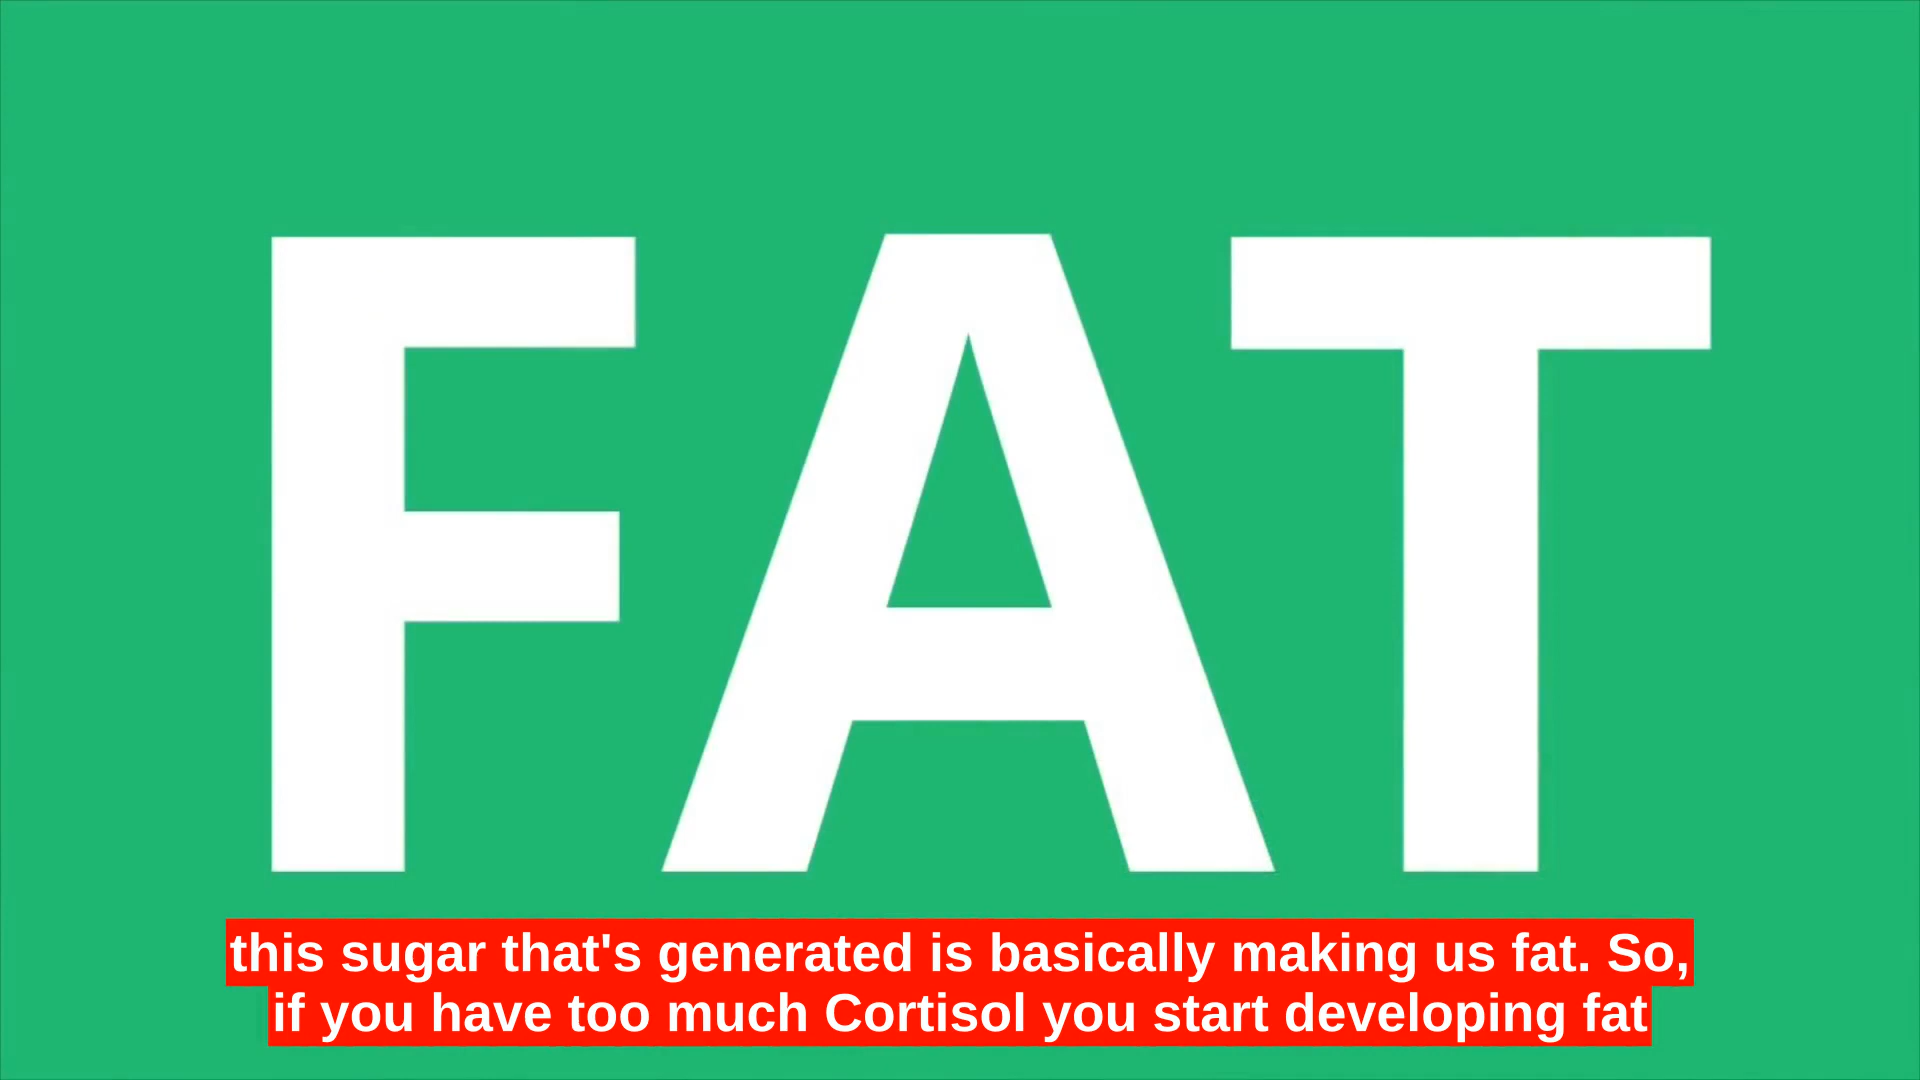 FAT
this sugar that's generated is basically making us fat. So,
if you have too much Cortisol you start developing fat